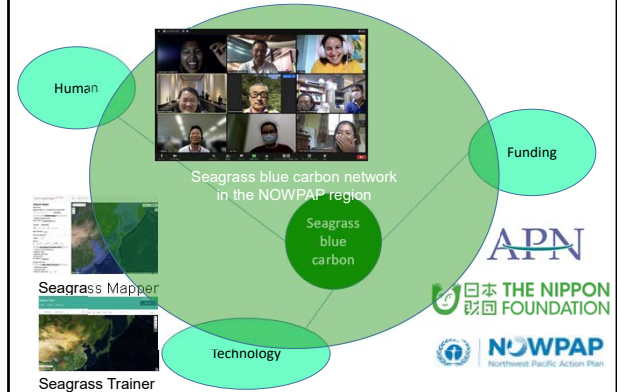 Human
Seagrass blue carbon network
in the NOWPAP region
Funding
Seagrass
blue
carbon
APN
Seagrass Mapper
日本
財団
THE NIPPON
FOUNDATION
Technology
NOWPAP
Northwest Pacific Action Plan
Seagrass Trainer